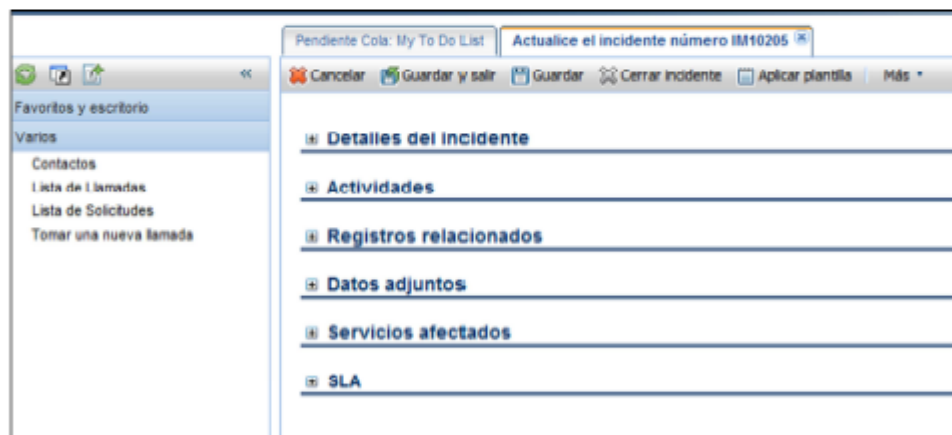 Pendiente Cola: My To Do List
Actualice el incidente número IM10205
Cancelar Guardar y salir Guardar Cerrar incidente Aplicar plantilla Más
Favoritos y escritorio
Varios
Contactos
Lista de Llamadas
Lista de Solicitudes
Tomar una nueva llamada
Detalles del incidente
Actividades
Registros relacionados
Datos adjuntos
Servicios afectados
SLA